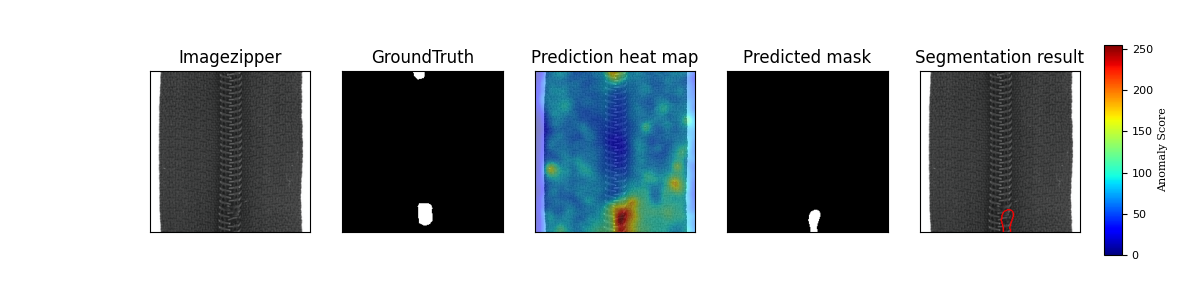 Imagezipper
GroundTruth
Prediction heat map
Predicted mask
Segmentation result
250
200
150
100
50
0
Anomaly Score